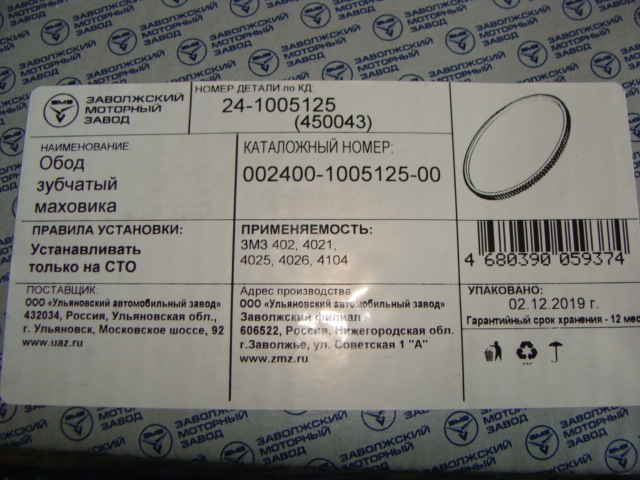 ЗАВОЛЖСКИЙ
МОТОРНЫЙ
ЗАВОД
НОМЕР ДЕТАЛИ по КД:
24-1005125
(450043)
НАИМЕНОВАНИЕ:
Обод
зубчатый
маховика
КАТАЛОЖНЫЙ НОМЕР:
002400-1005125-00
ПРАВИЛА УСТАНОВКИ:
Устанавливать
только на СТО
ПРИМЕНЯЕМОСТЬ:
ЗМЗ 402, 4021,
4025, 4026, 4104
4 680390 059374
ПОСТАВЩИК:
ООО «Ульяновский автомобильный завод»
432034, Россия, Ульяновская обл.,
г. Ульяновск, Московское шоссе, 92
www.uaz.ru
Адрес производства
ООО «Ульяновский автомобильный завод»
Заволжский филиал
606522, Россия, Нижегородская обл.
г.Заволжье, ул. Советская 1 "А"
www.zmz.ru
УПАКОВАНО:
02.12.2019 г.
Гарантийный срок хранения - 12 мес